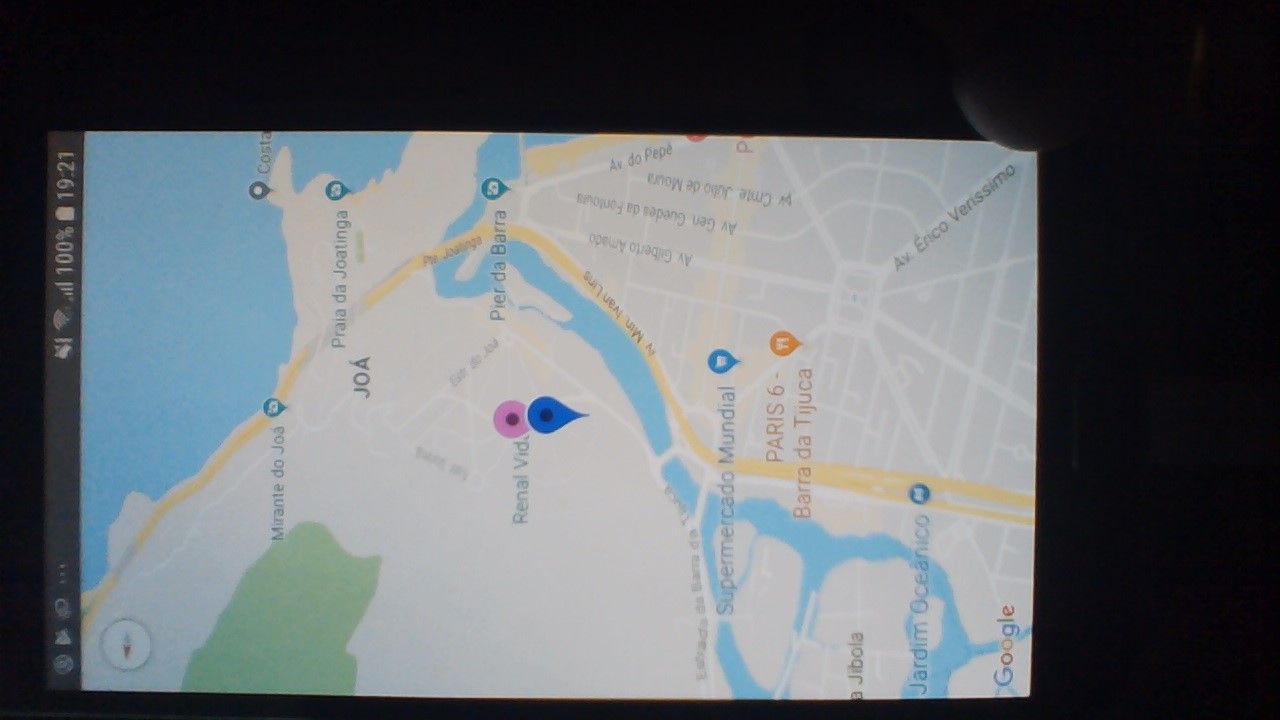 100% 19:21
Costa
Praia da Joatinga
Mirante do Joá
JOÁ
Pte. Joatinga
Pier da Barra
Estr. do Joá
Renal Vida
Av. do Pepê
Av. Cmte. Júlio de Moura
Av. Gen. Guedes da Fontoura
Av. Gilberto Amado
Av. Min. Ivan Lins
Av. Érico Veríssimo
Supermercado Mundial
PARIS 6 -
Barra da Tijuca
Estrada da Barra da Tijuca
Jardim Oceânico
a Jibola
P
Google